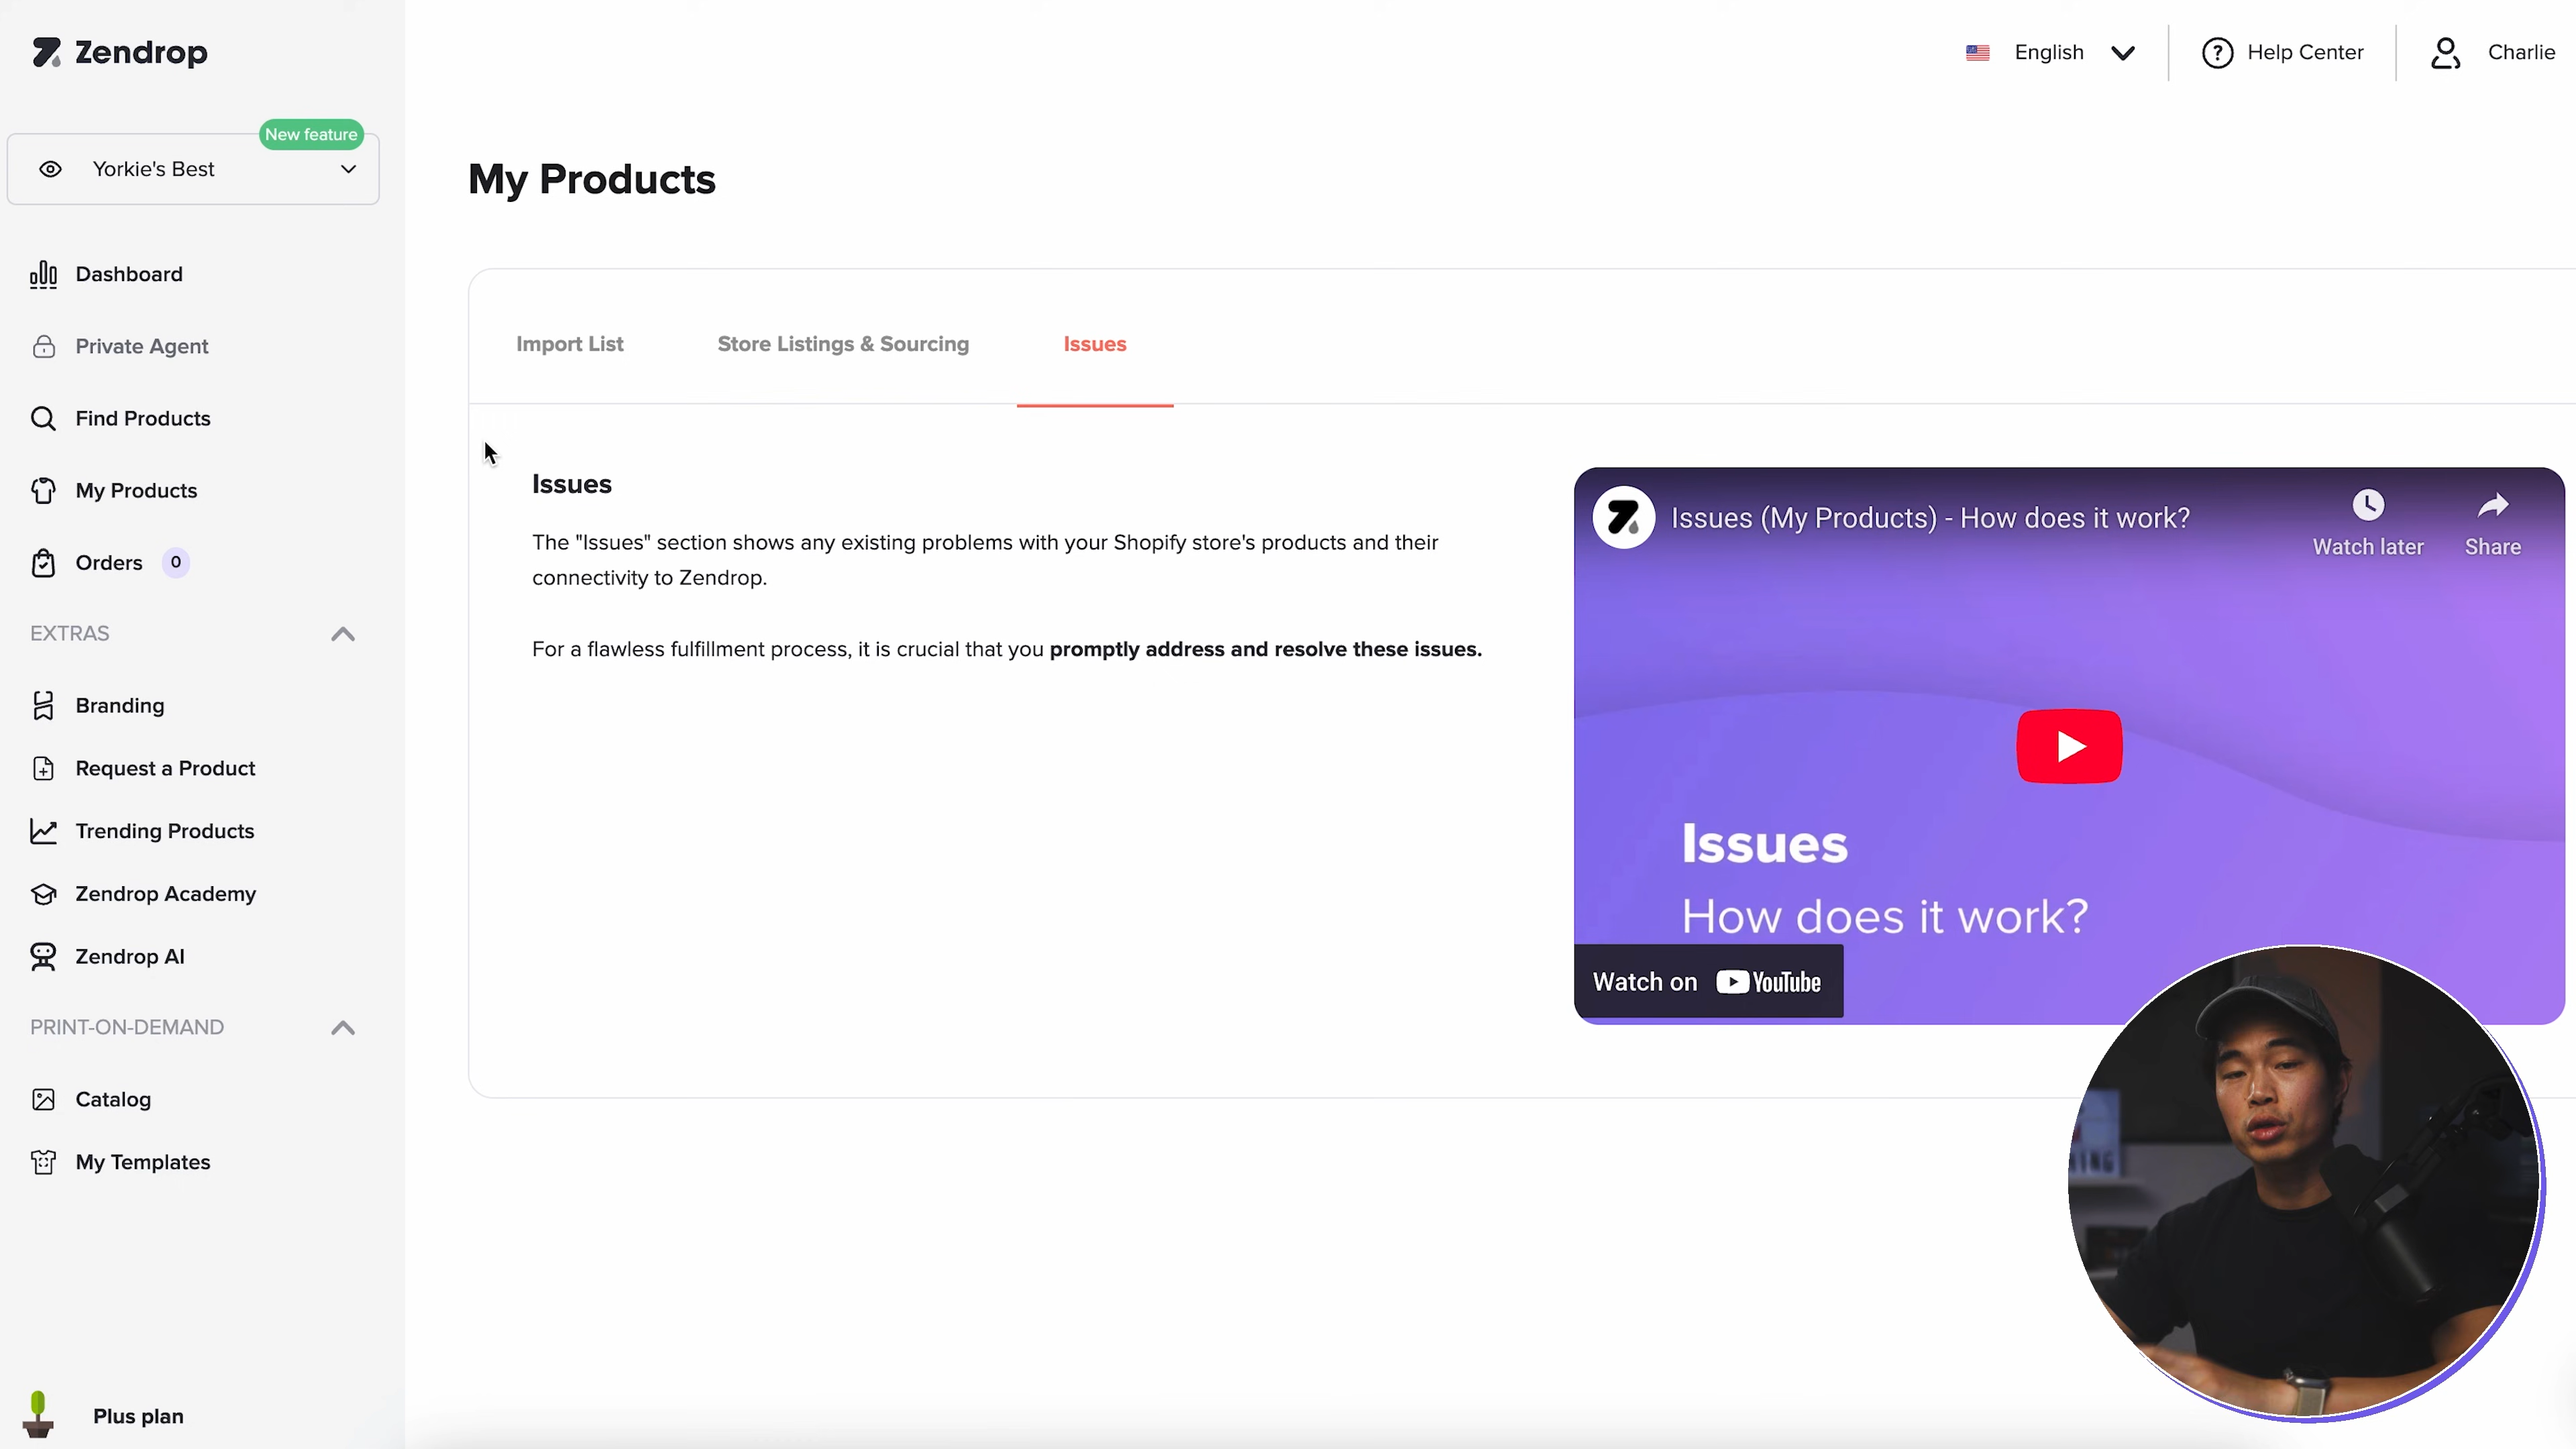 Zendrop
English
Help Center
Charlie
New feature
Yorkie's Best
Dashboard
Private Agent
Find Products
My Products
Orders 0
EXTRAS
Branding
Request a Product
Trending Products
Zendrop Academy
Zendrop AI
PRINT-ON-DEMAND
Catalog
My Templates
Plus plan
My Products
Import List
Store Listings & Sourcing
Issues
Issues
The "Issues" section shows any existing problems with your Shopify store's products and their
connectivity to Zendrop.
For a flawless fulfillment process, it is crucial that you promptly address and resolve these issues.
Issues (My Products) - How does it work?
Watch later
Share
Issues
How does it work?
Watch on YouTube